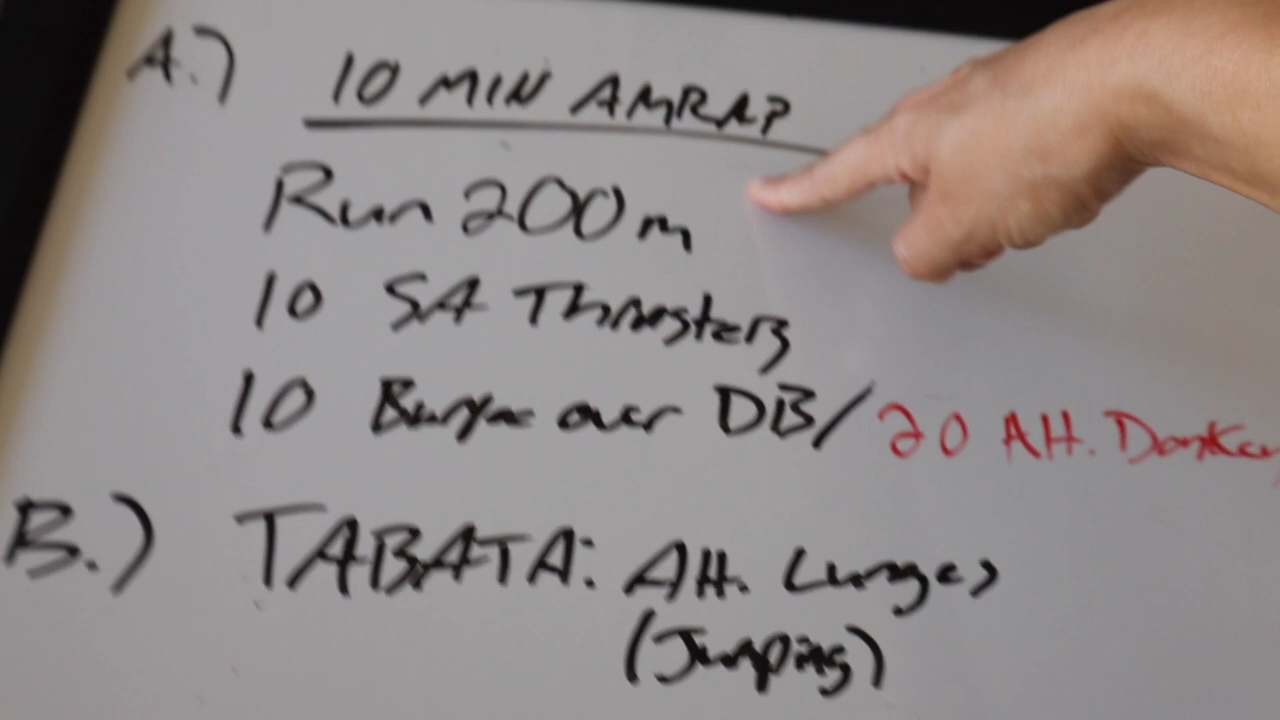 A.) 10 MIN AMRAP
Run 200m
10 SA Thrusters
10 Burpee over DB/20 Alt. Donkey
B.) TABATA: Alt. Lunges
(Jumping)